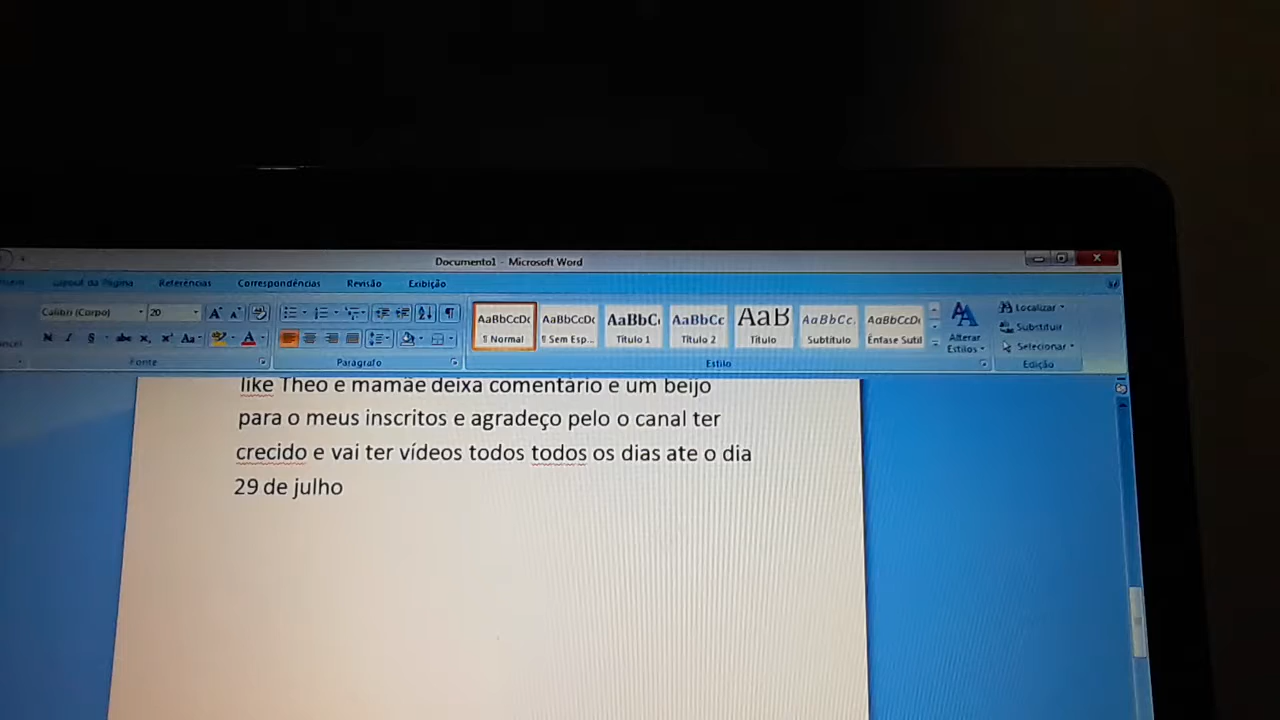 Documento1 - Microsoft Word
Layout da Página Referências Correspondências Revisão Exibição
Calibri (Corpo) 20
AaBbCcDc AaBbCcDc AaBbC AaBbCc AaB AaBbCc. AaBbCcDi
¶ Normal ¶ Sem Esp... Título 1 Título 2 Título Subtítulo Ênfase Sutil
Alterar Estilos
Localizar
Substituir
Selecionar
Fonte Parágrafo Estilo Edição
like Theo e mamãe deixa comentário e um beijo
para o meus inscritos e agradeço pelo o canal ter
crecido e vai ter vídeos todos todos os dias ate o dia
29 de julho